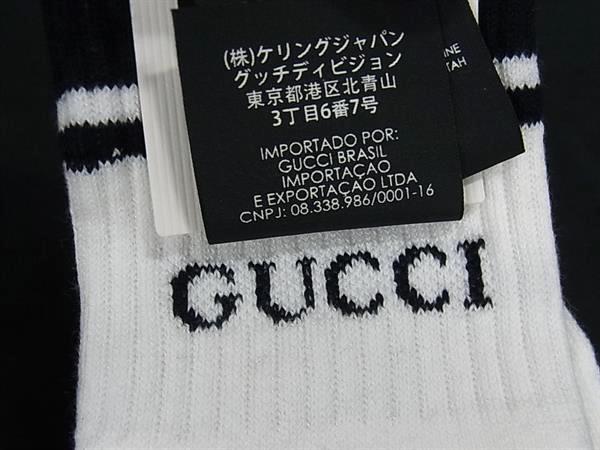 (株)ケリングジャパン
グッチディビジョン
東京都港区北青山
3丁目6番7号
IMPORTADO POR:
GUCCI BRASIL
IMPORTAÇÃO
E EXPORTAÇÃO LTDA
CNPJ: 08.338.986/0001-16
GUCCI